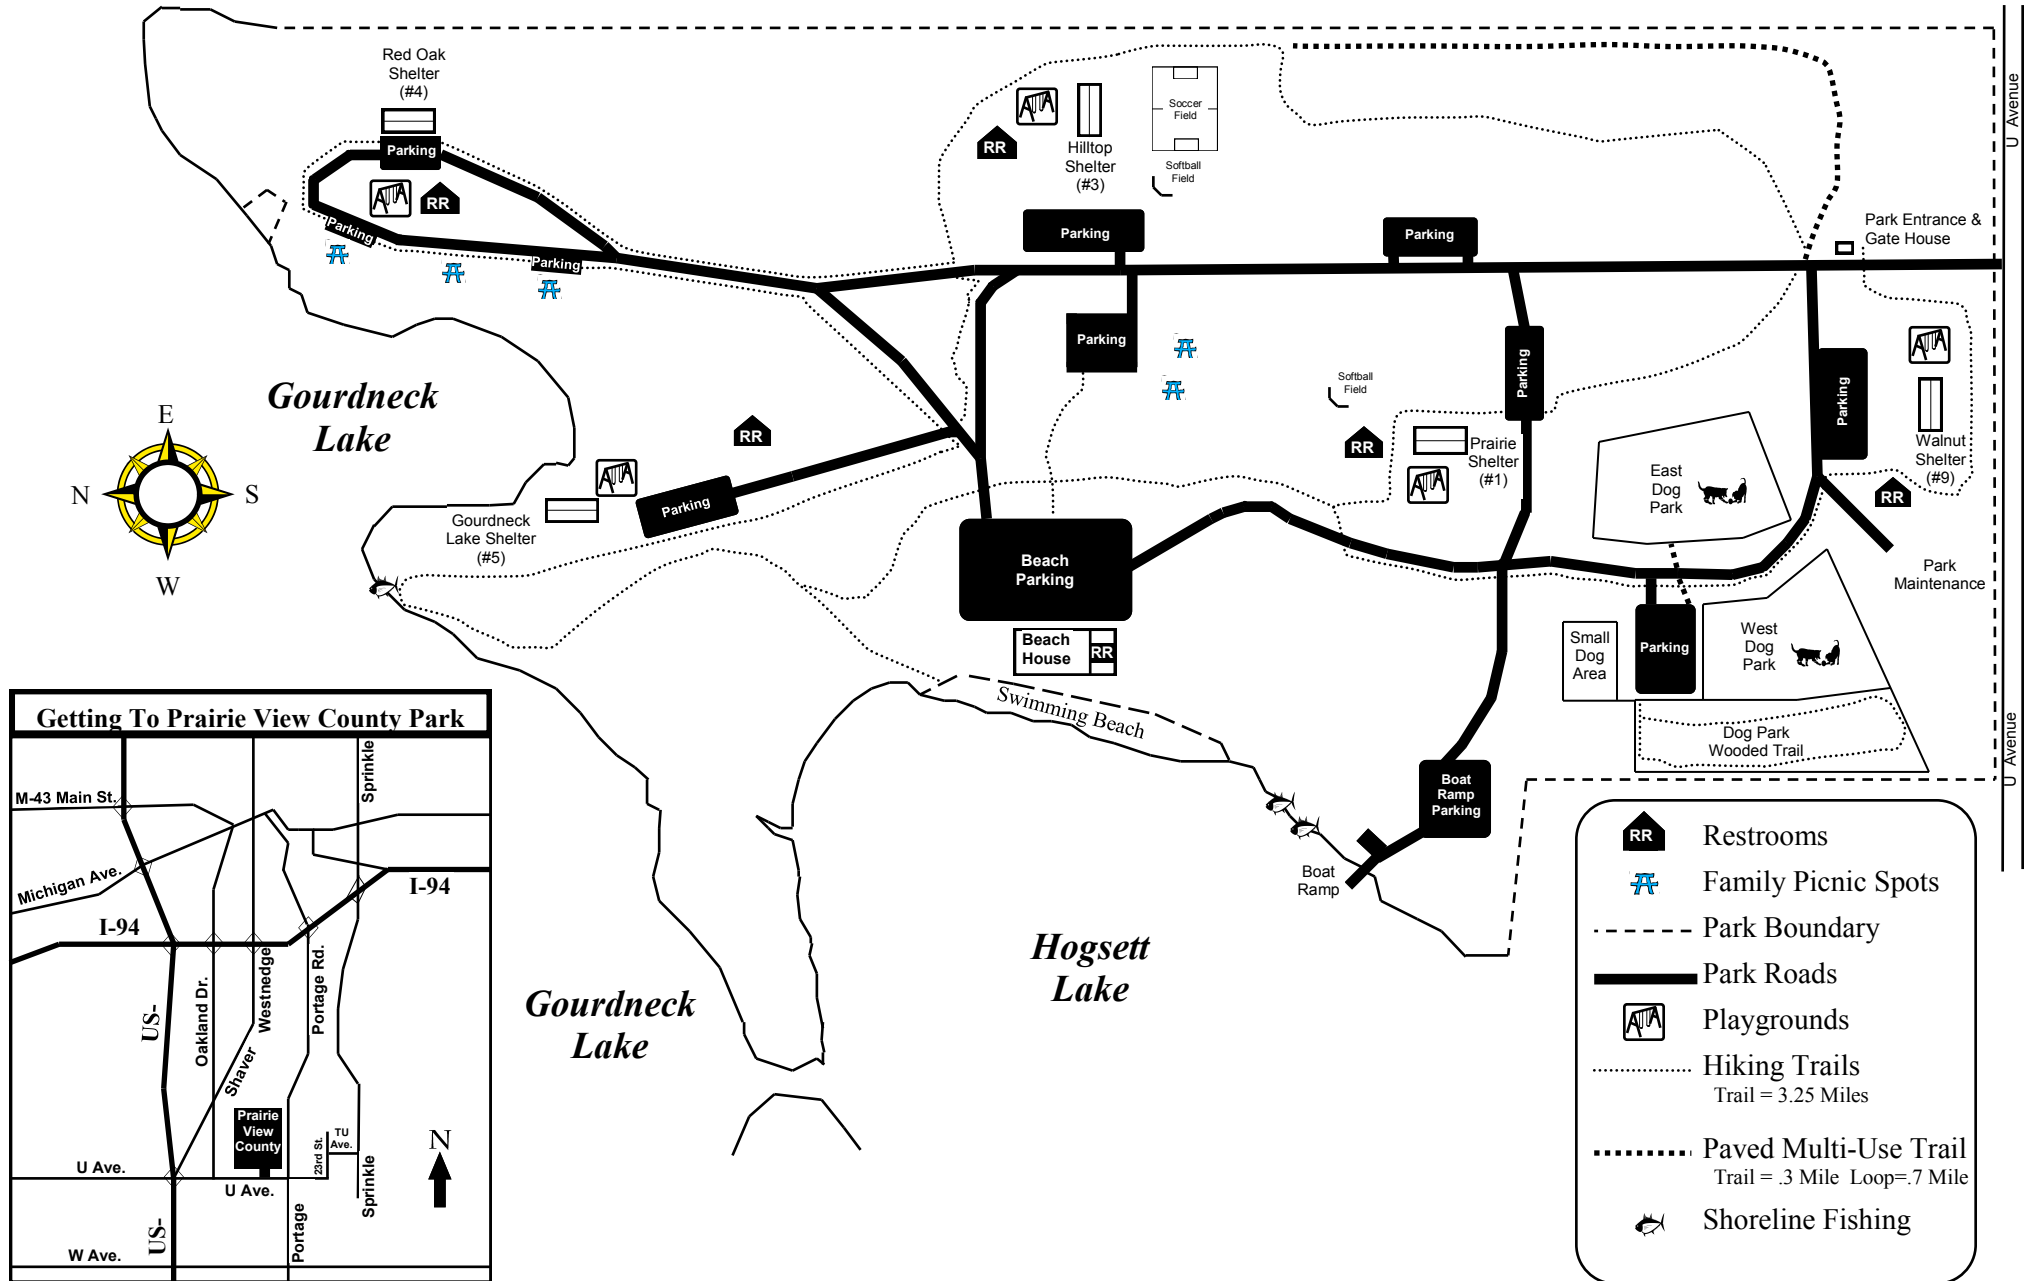 Red Oak
Shelter
(#4)
Parking
RR
Parking
Parking
RR
Hilltop
Shelter
(#3)
Soccer
Field
Softball
Field
Parking
Parking
Park Entrance &
Gate House
U Avenue
Parking
Parking
Softball
Field
RR
Prairie
Shelter
(#1)
Parking
Walnut
Shelter
(#9)
RR
East
Dog
Park
Park
Maintenance
Gourdneck
Lake
E
N
S
W
RR
Parking
Gourdneck
Lake Shelter
(#5)
Beach
Parking
Beach
House
RR
Swimming Beach
Small
Dog
Area
Parking
West
Dog
Park
Dog Park
Wooded Trail
U Avenue
Boat
Ramp
Parking
Boat
Ramp
Hogsett
Lake
Gourdneck
Lake
Getting To Prairie View County Park
M-43 Main St.
Sprinkle
Michigan Ave.
I-94
I-94
US-
Oakland Dr.
Westnedge
Portage Rd.
Shaver
Prairie
View
County
TU
Ave.
23rd St.
N
U Ave.
U Ave.
Sprinkle
US-
Portage
W Ave.
RR
Restrooms
Family Picnic Spots
Park Boundary
Park Roads
Playgrounds
Hiking Trails
Trail = 3.25 Miles
Paved Multi-Use Trail
Trail = .3 Mile Loop=.7 Mile
Shoreline Fishing